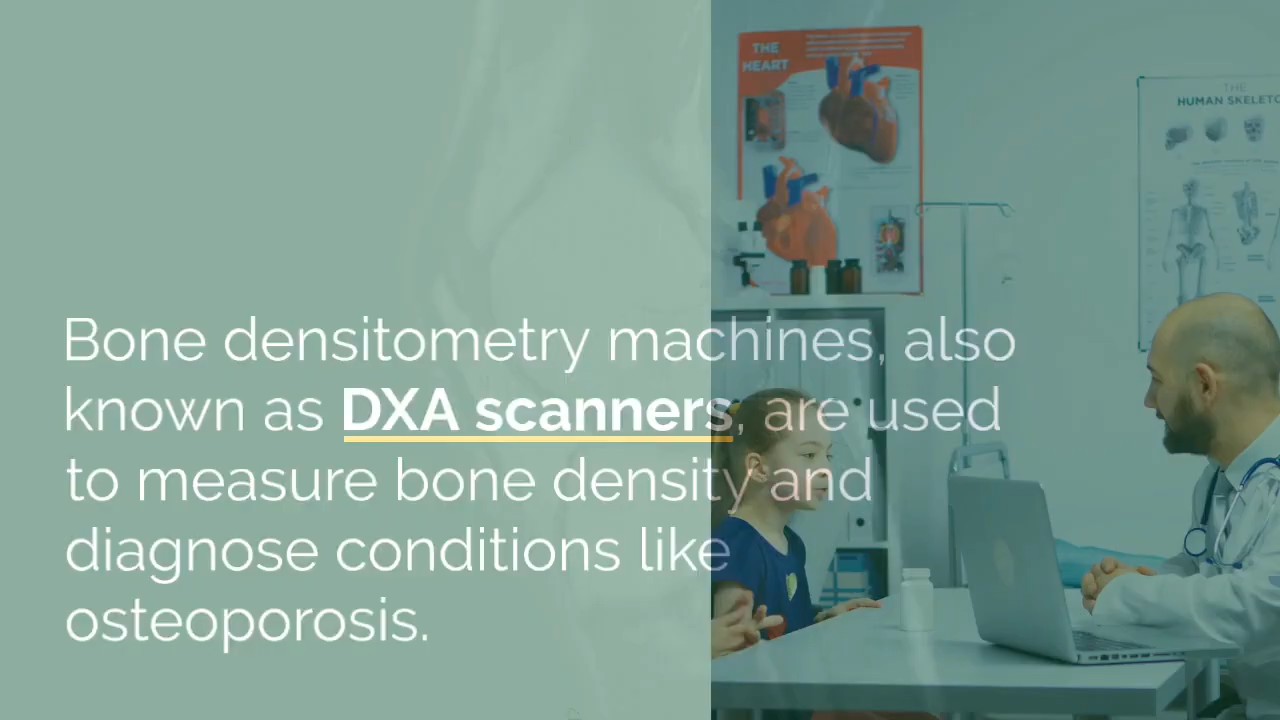 THE
HEART
THE
HUMAN SKELETO
Bone densitometry machines, also
known as DXA scanners, are used
to measure bone density and
diagnose conditions like
osteoporosis.